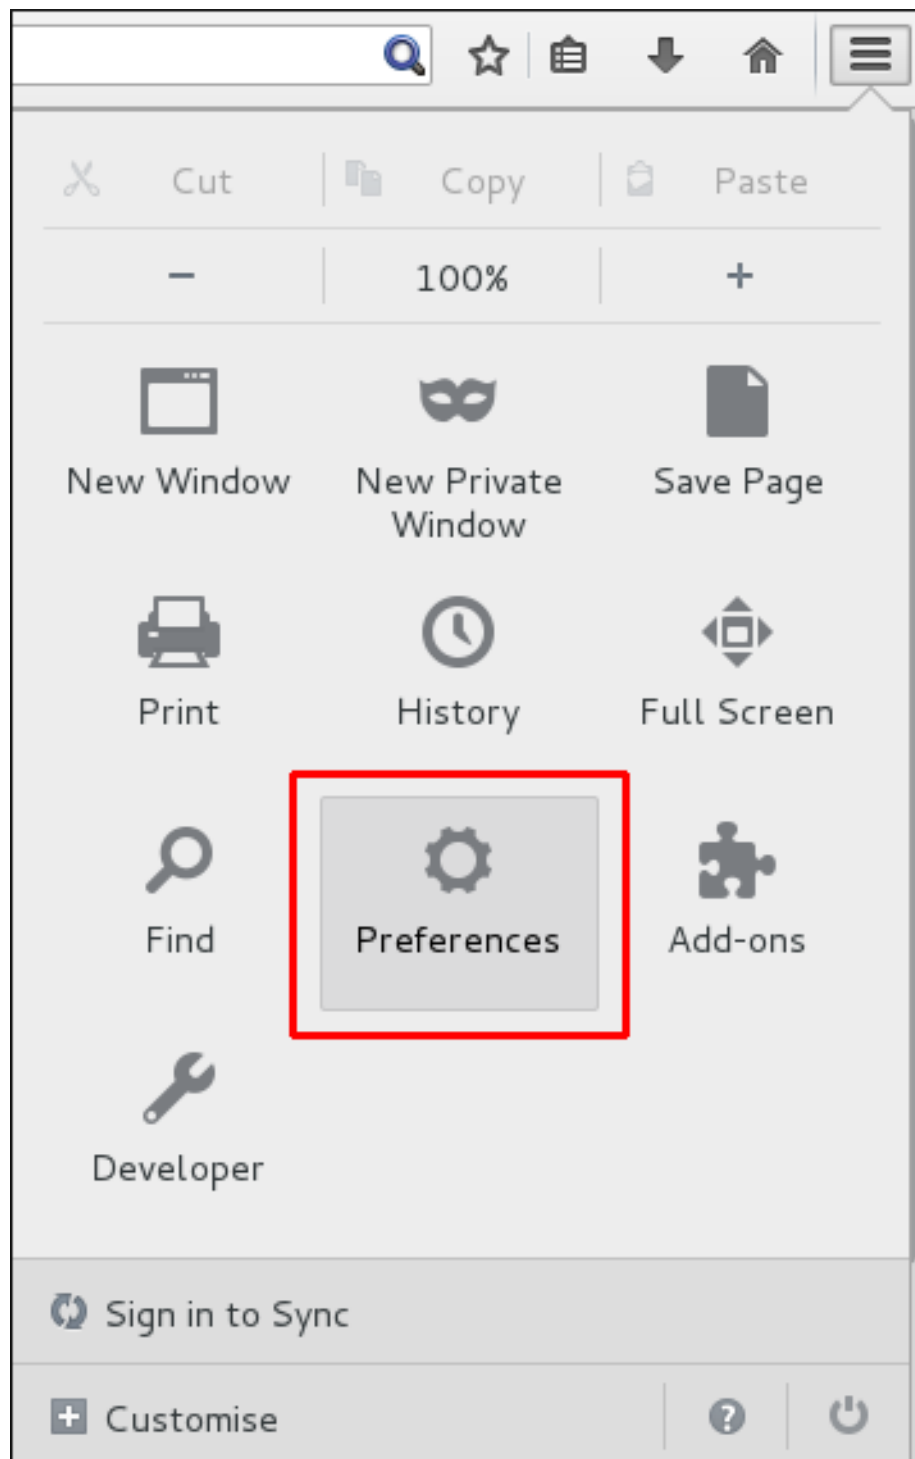 Cut Copy Paste
− 100% +
New Window New Private Window Save Page
Print History Full Screen
Find Preferences Add-ons
Developer
Sign in to Sync
Customise